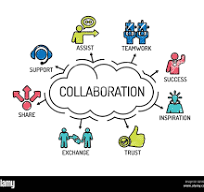 ASSIST
TEAMWORK
SUPPORT
SUCCESS
COLLABORATION
SHARE
INSPIRATION
EXCHANGE
TRUST
alamy